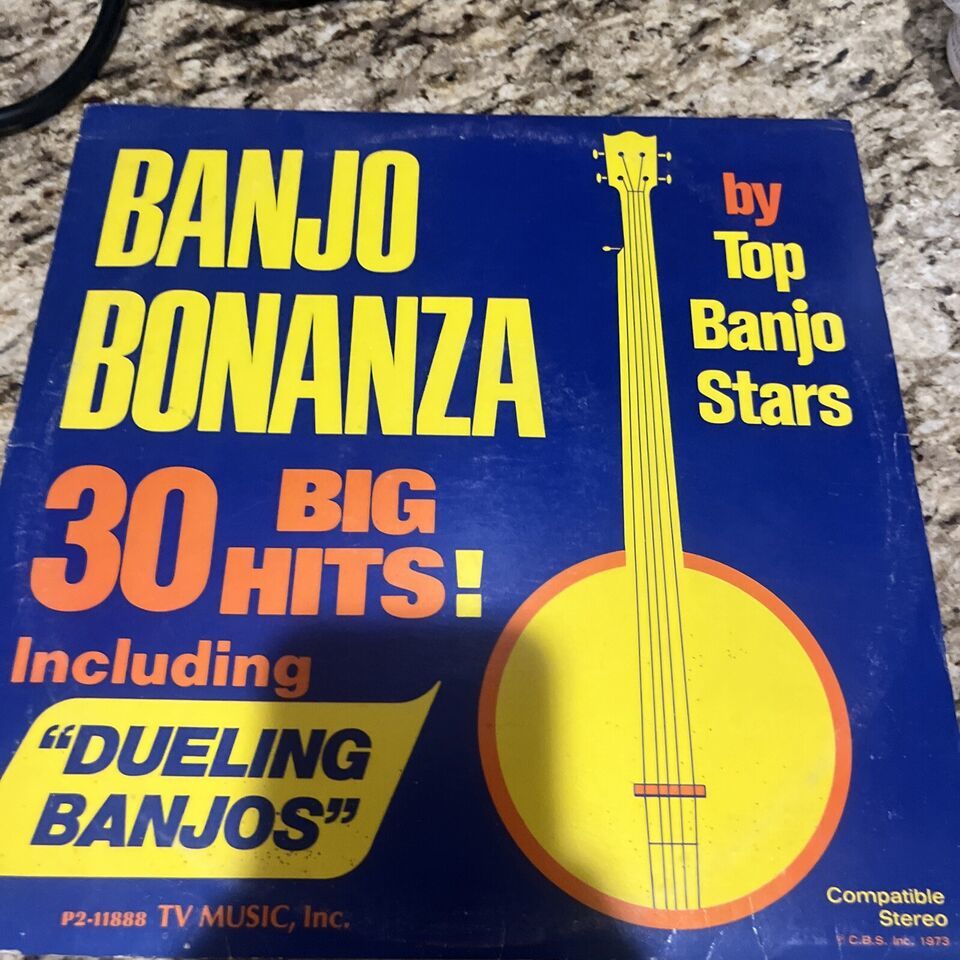 BANJO
BONANZA
30 BIG
HITS!
Including
"DUELING
BANJOS"
by
Top
Banjo
Stars
P2-11888 TV MUSIC, Inc.
Compatible
Stereo
© C.B.S. Inc. 1973